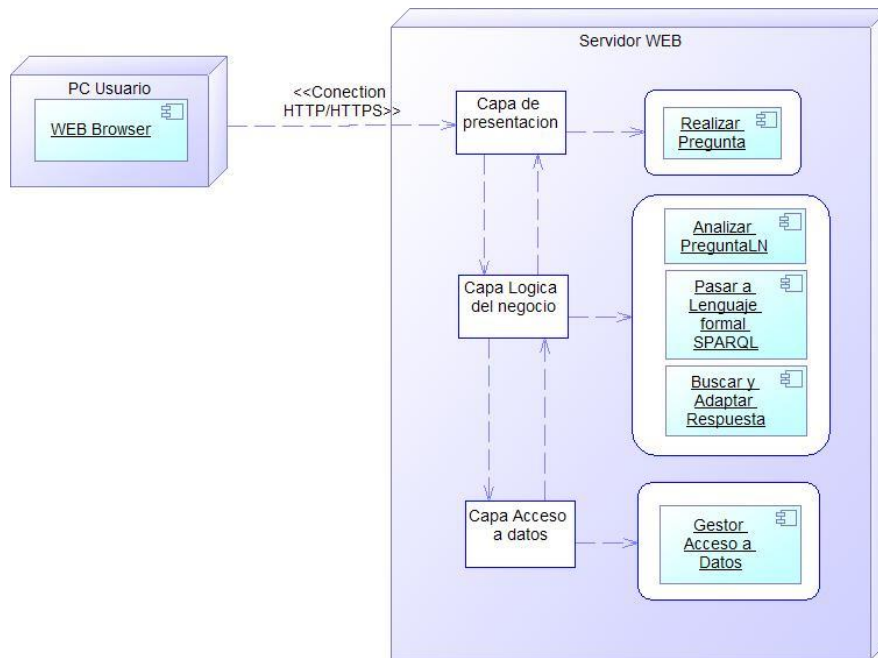 Servidor WEB
PC Usuario
WEB Browser
<<Conection
HTTP/HTTPS>>
Capa de
presentacion
Realizar
Pregunta
Analizar
PreguntaLN
Capa Logica
del negocio
Pasar a
Lenguaje
formal
SPARQL
Buscar y
Adaptar
Respuesta
Capa Acceso
a datos
Gestor
Acceso a
Datos